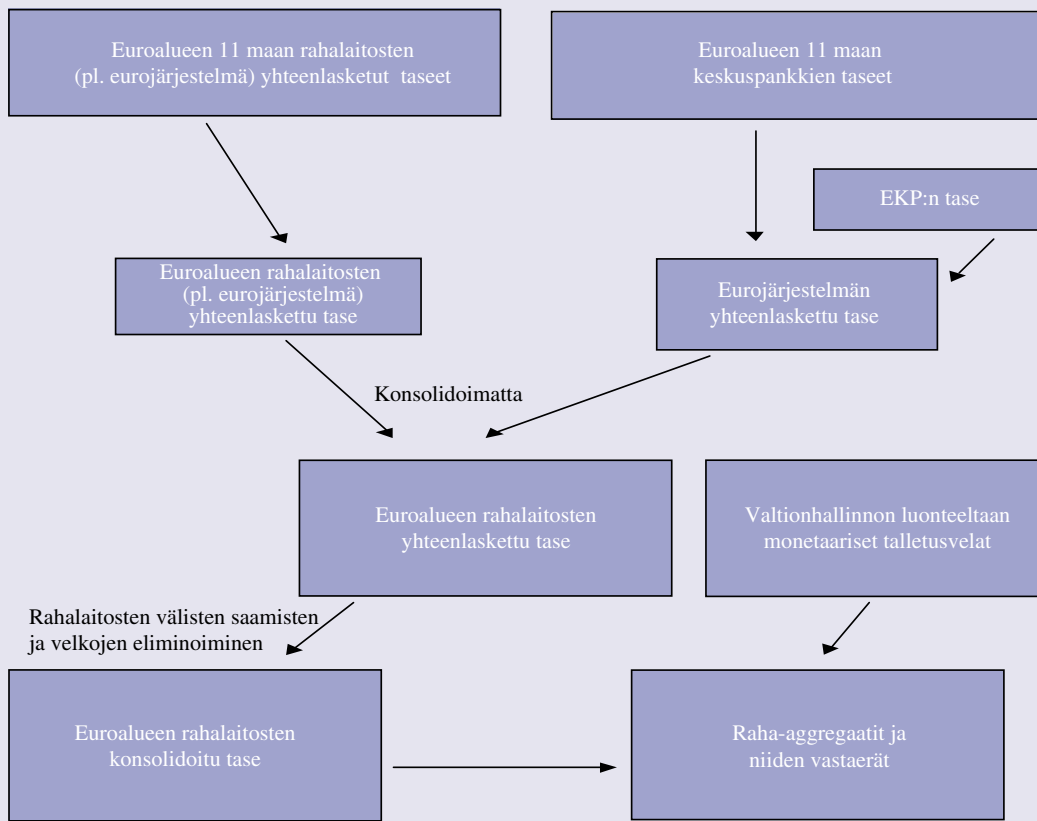 Euroalueen 11 maan rahalaitosten
(pl. eurojärjestelmä) yhteenlasketut taseet
Euroalueen 11 maan
keskuspankkien taseet
EKP:n tase
Euroalueen rahalaitosten
(pl. eurojärjestelmä)
yhteenlaskettu tase
Eurojärjestelmän
yhteenlaskettu tase
Konsolidoimatta
Euroalueen rahalaitosten
yhteenlaskettu tase
Valtionhallinnon luonteeltaan
monetaariset talletusvelat
Rahalaitosten välisten saamisten
ja velkojen eliminoiminen
Euroalueen rahalaitosten
konsolidoitu tase
Raha-aggregaatit ja
niiden vastaerät